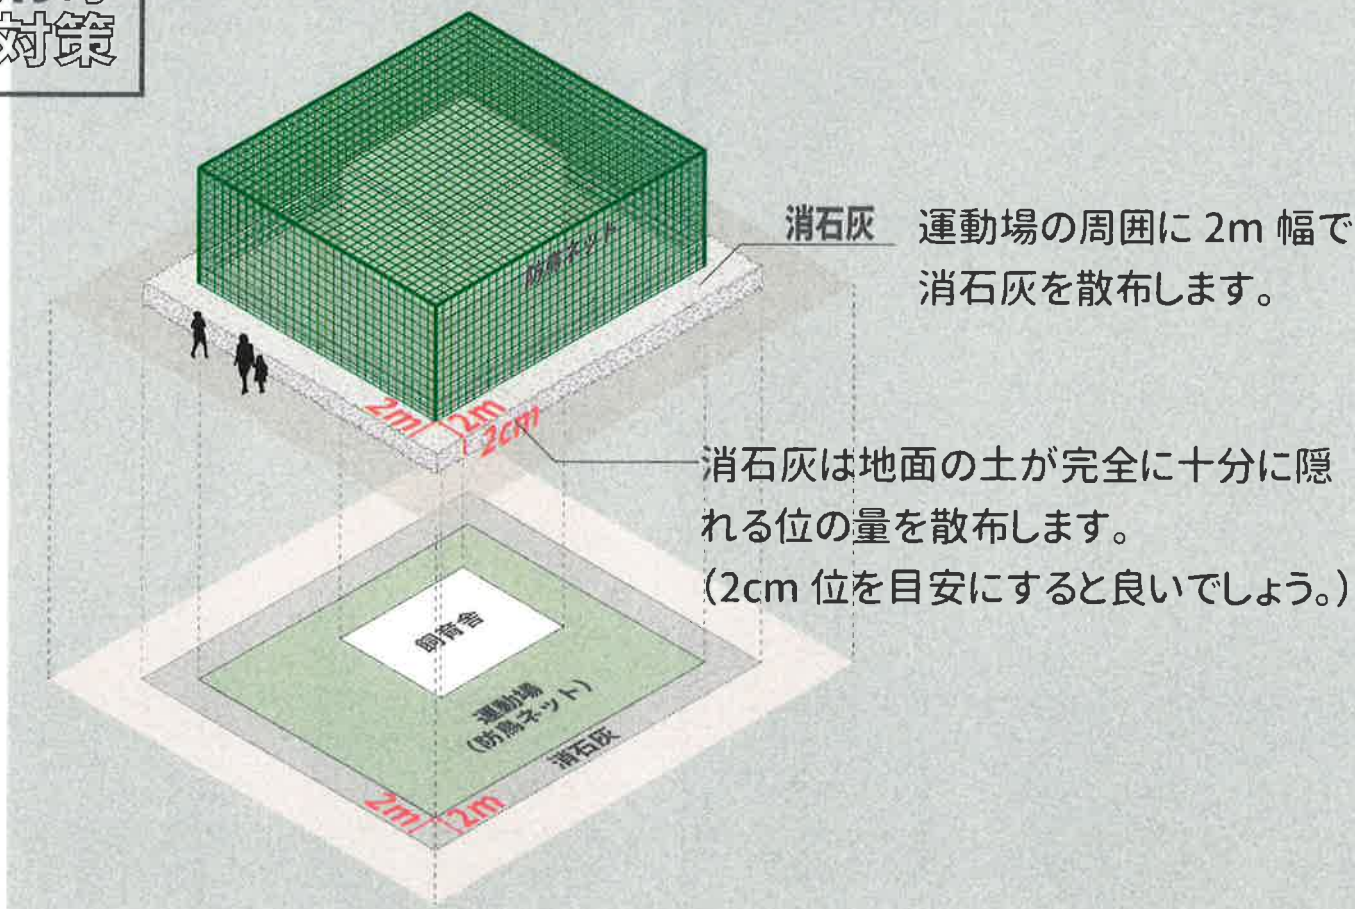 対策
防鳥ネット
消石灰
運動場の周囲に 2m 幅で
消石灰を散布します。
2m
2m
2cm
消石灰は地面の土が完全に十分に隠
れる位の量を散布します。
(2cm 位を目安にすると良いでしょう。)
飼育舎
運動場
(防鳥ネット)
消石灰
2m
2m